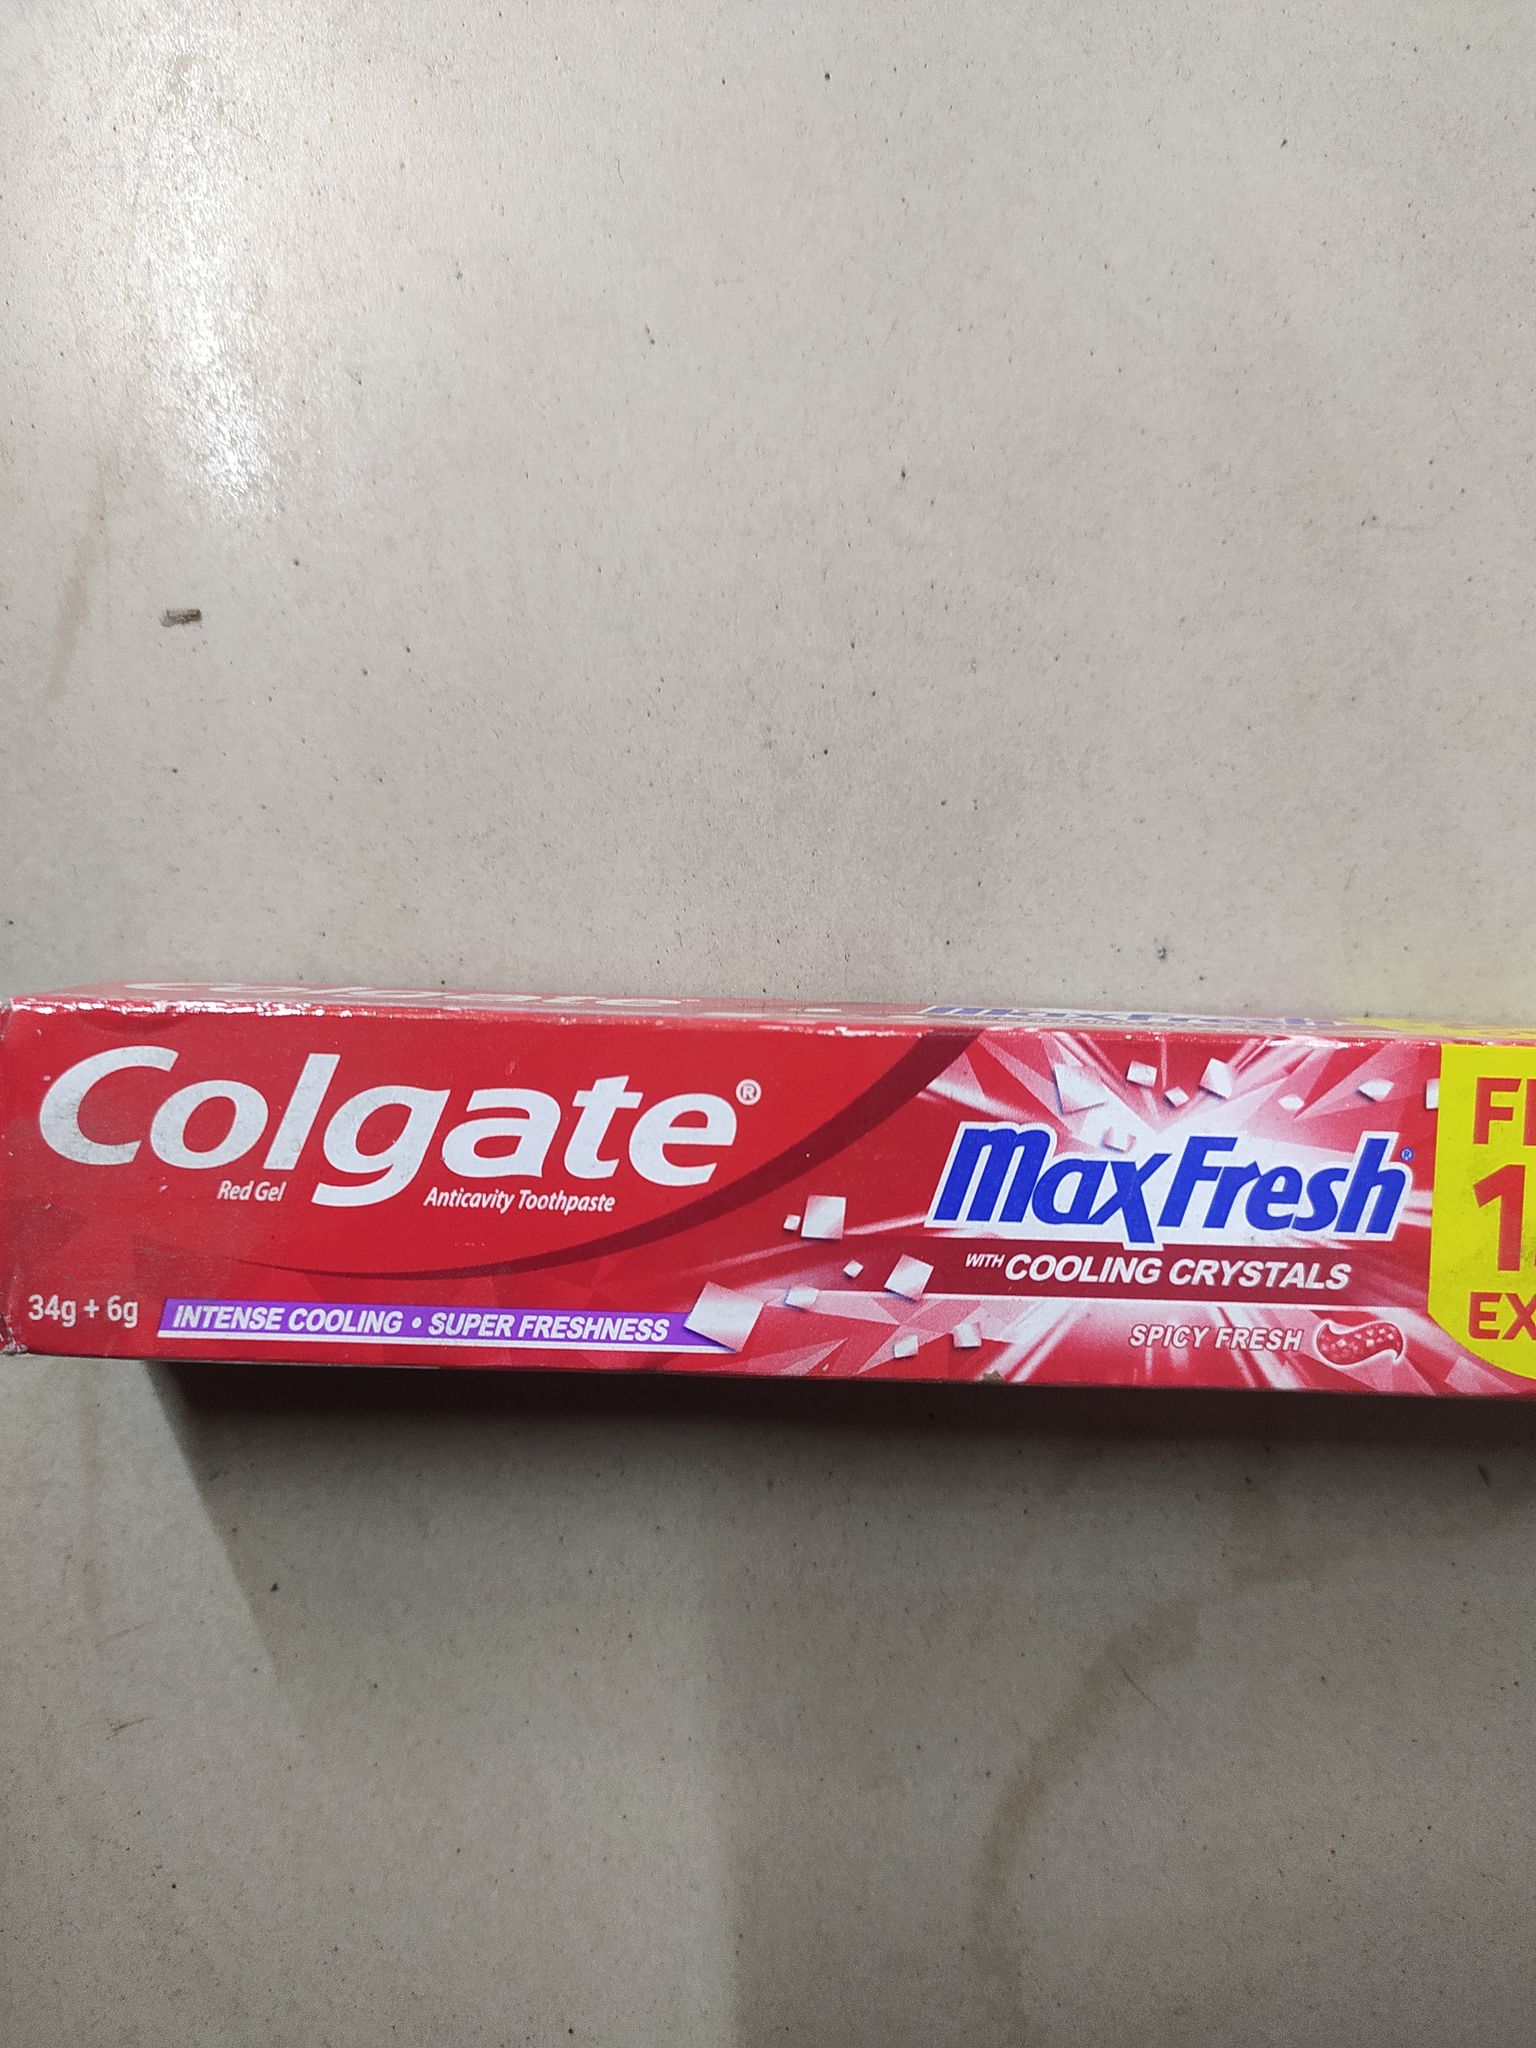 Colgate®
Red Gel Anticavity Toothpaste
34g + 6g
INTENSE COOLING • SUPER FRESHNESS
MaxFresh®
WITH COOLING CRYSTALS
SPICY FRESH